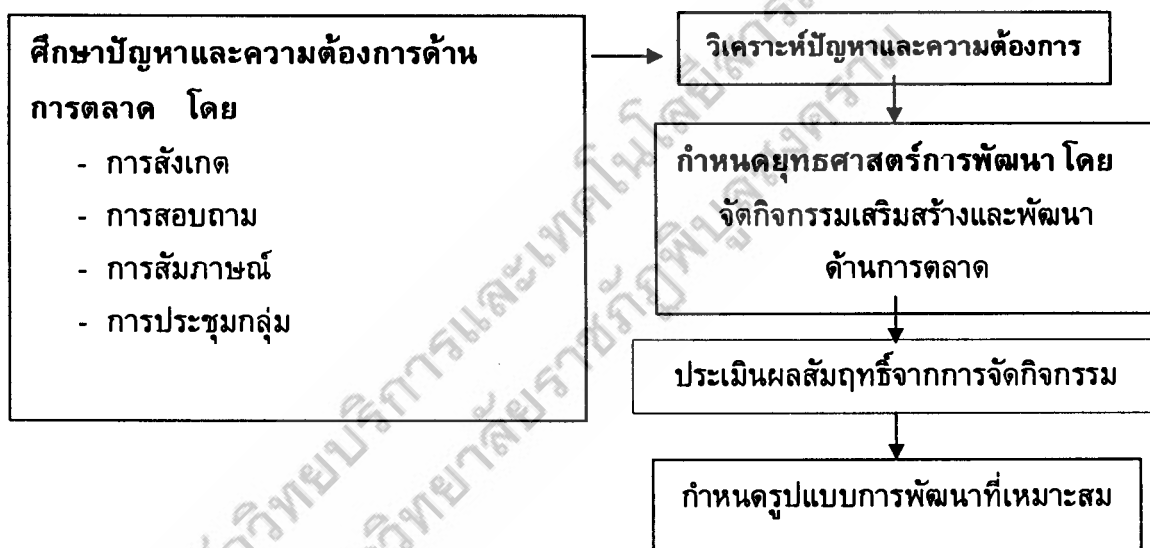 ศึกษาปัญหาและความต้องการด้าน
การตลาด โดย
- การสังเกต
- การสอบถาม
- การสัมภาษณ์
- การประชุมกลุ่ม
วิเคราะห์ปัญหาและความต้องการ
กำหนดยุทธศาสตร์การพัฒนา โดย
จัดกิจกรรมเสริมสร้างและพัฒนา
ด้านการตลาด
ประเมินผลสัมฤทธิ์จากการจัดกิจกรรม
กำหนดรูปแบบการพัฒนาที่เหมาะสม